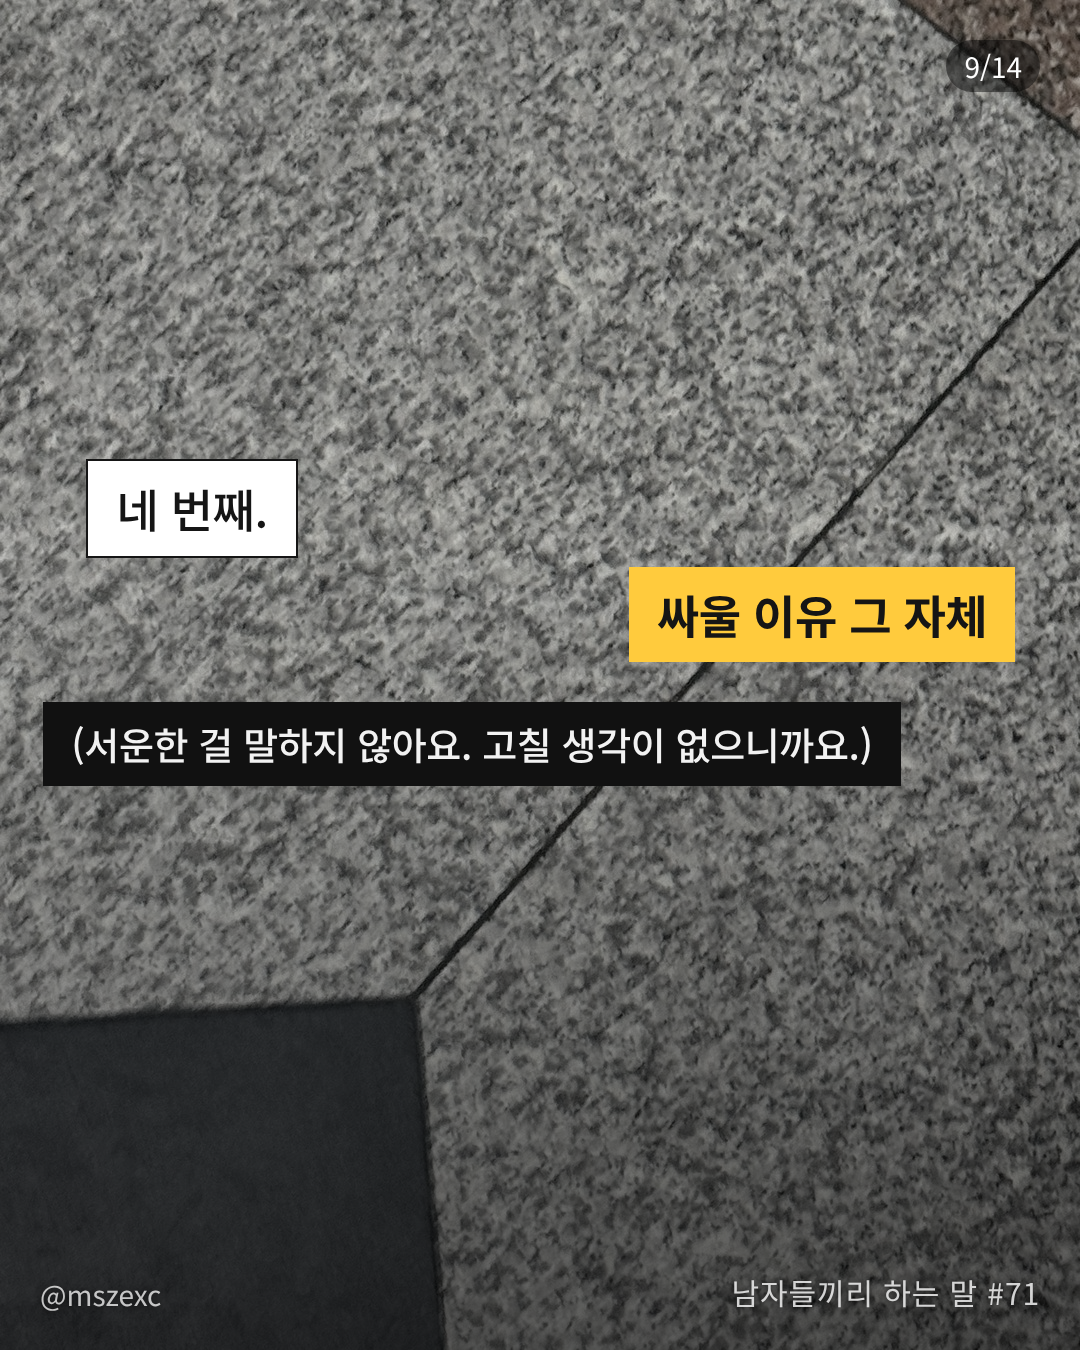 9/14
네 번째.
싸울 이유 그 자체
(서운한 걸 말하지 않아요. 고칠 생각이 없으니까요.)
@mszexc
남자들끼리 하는 말 #71